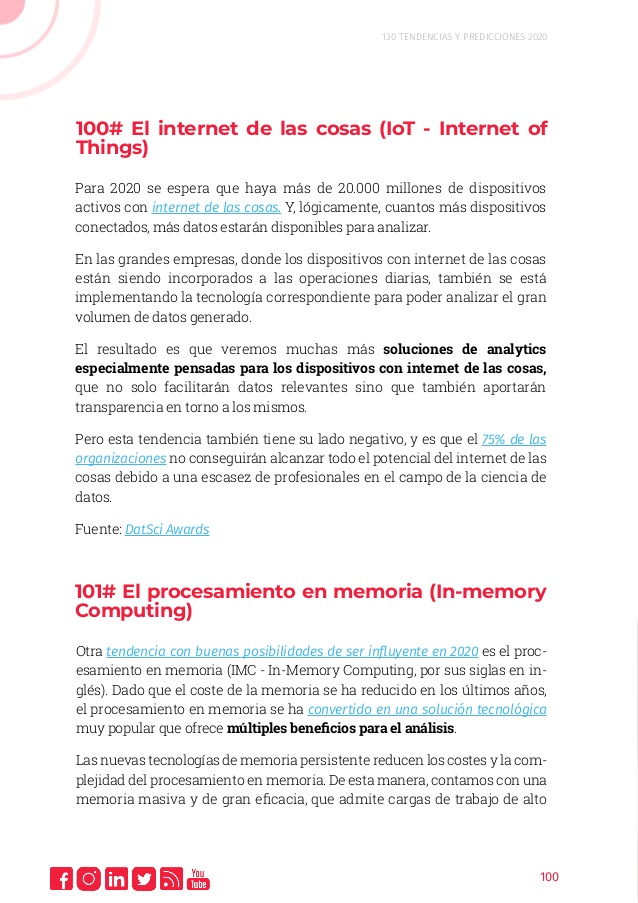 130 TENDENCIAS Y PREDICCIONES 2020
100# El internet de las cosas (IoT - Internet of
Things)
Para 2020 se espera que haya más de 20.000 millones de dispositivos
activos con internet de las cosas. Y, lógicamente, cuantos más dispositivos
conectados, más datos estarán disponibles para analizar.
En las grandes empresas, donde los dispositivos con internet de las cosas
están siendo incorporados a las operaciones diarias, también se está
implementando la tecnología correspondiente para poder analizar el gran
volumen de datos generado.
El resultado es que veremos muchas más soluciones de analytics
especialmente pensadas para los dispositivos con internet de las cosas,
que no solo facilitarán datos relevantes sino que también aportarán
transparencia en torno a los mismos.
Pero esta tendencia también tiene su lado negativo, y es que el 75% de las
organizaciones no conseguirán alcanzar todo el potencial del internet de las
cosas debido a una escasez de profesionales en el campo de la ciencia de
datos.
Fuente: DatSci Awards
101# El procesamiento en memoria (In-memory
Computing)
Otra tendencia con buenas posibilidades de ser influyente en 2020 es el proc-
esamiento en memoria (IMC - In-Memory Computing, por sus siglas en in-
glés). Dado que el coste de la memoria se ha reducido en los últimos años,
el procesamiento en memoria se ha convertido en una solución tecnológica
muy popular que ofrece múltiples beneficios para el análisis.
Las nuevas tecnologías de memoria persistente reducen los costes y la com-
plejidad del procesamiento en memoria. De esta manera, contamos con una
memoria masiva y de gran eficacia, que admite cargas de trabajo de alto
You
Tube
100